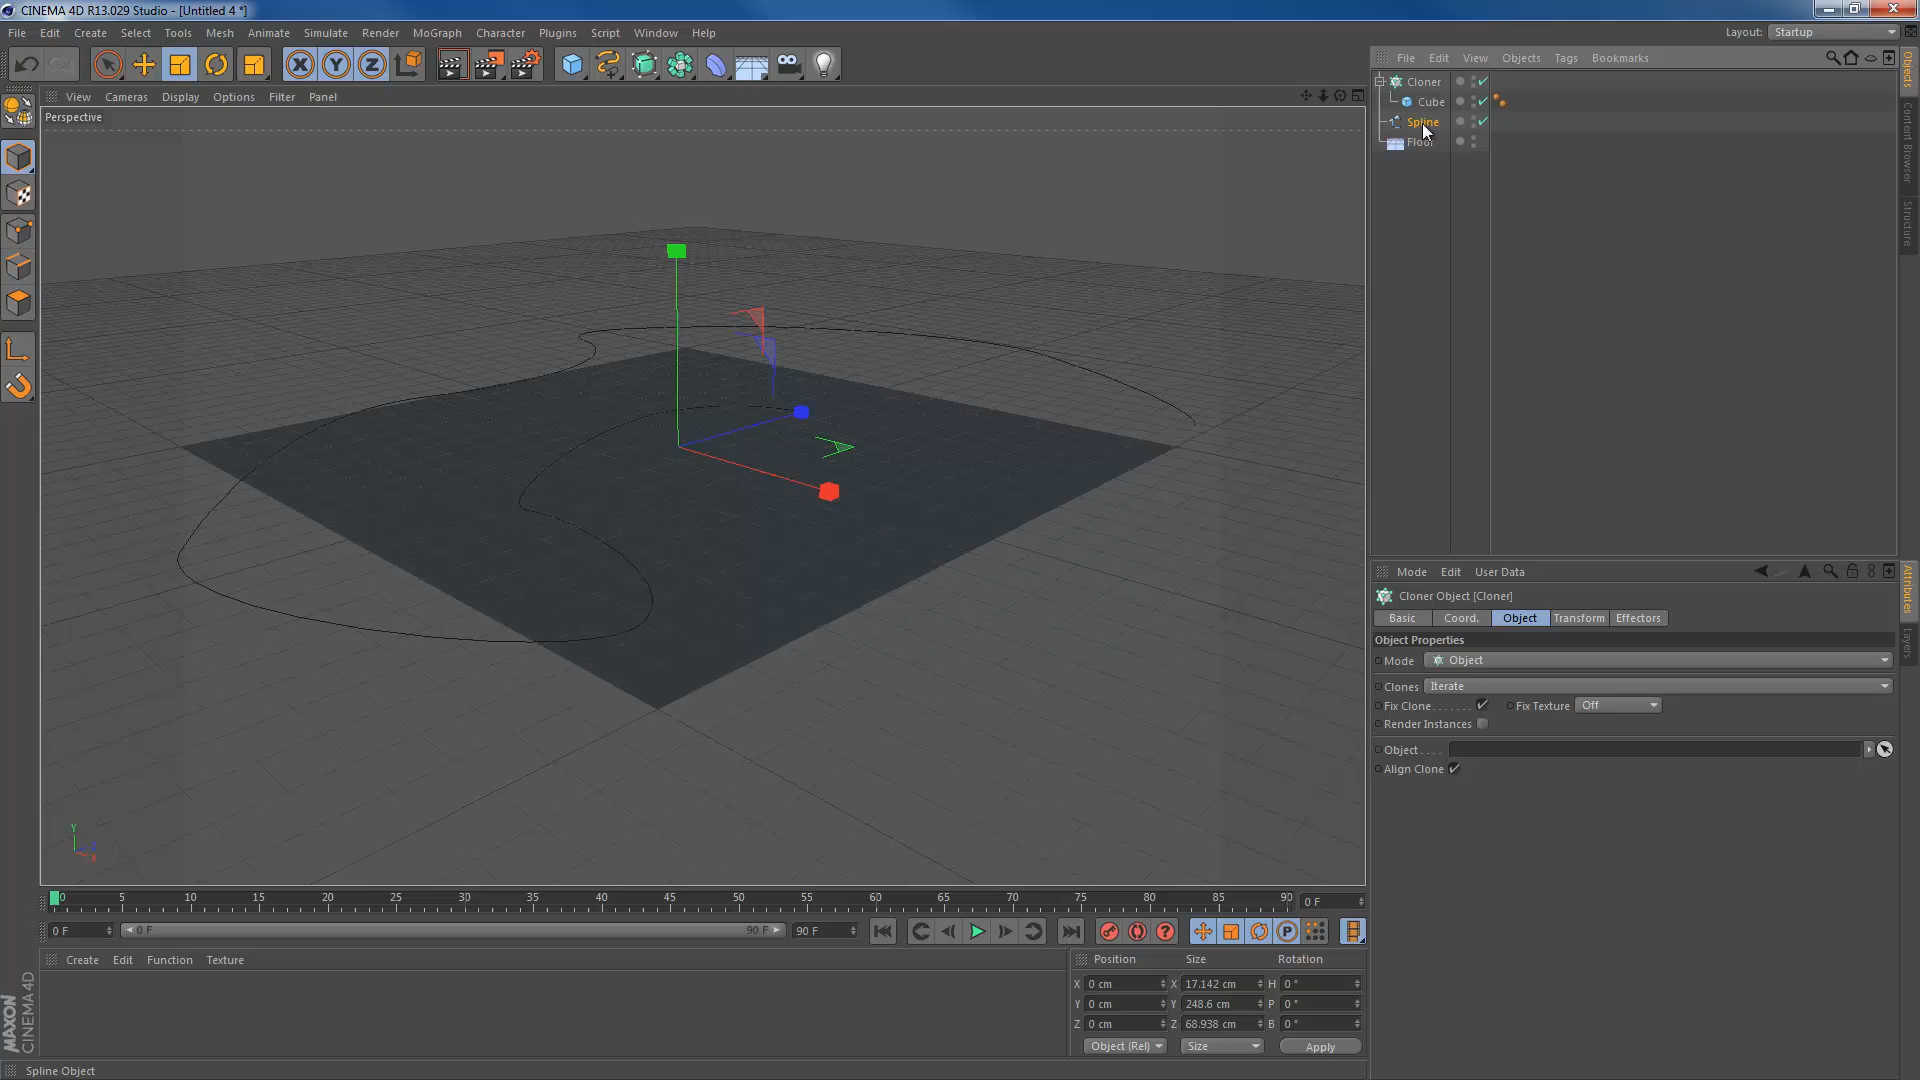 CINEMA 4D R13.029 Studio - [Untitled 4 *]
File Edit Create Select Tools Mesh Animate Simulate Render MoGraph Character Plugins Script Window Help
Layout: Startup
X Y Z
View Cameras Display Options Filter Panel
Perspective
File Edit View Objects Tags Bookmarks
Cloner
Cube
Spline
Floor
Objects
Content Browser
Structure
Mode Edit User Data
Cloner Object [Cloner]
Basic Coord. Object Transform Effectors
Object Properties
Mode Object
Clones Iterate
Fix Clone....... Fix Texture Off
Render Instances
Object....
Align Clone
Attributes
Layers
Y
Z
X
0 5 10 15 20 25 30 35 40 45 50 55 60 65 70 75 80 85 90 0 F
0 F 0 F 90 F 90 F
P
Create Edit Function Texture
Position Size Rotation
X 0 cm X 17.142 cm H 0 °
Y 0 cm Y 248.6 cm P 0 °
Z 0 cm Z 68.938 cm B 0 °
Object (Rel) Size Apply
MAXON
CINEMA 4D
Spline Object